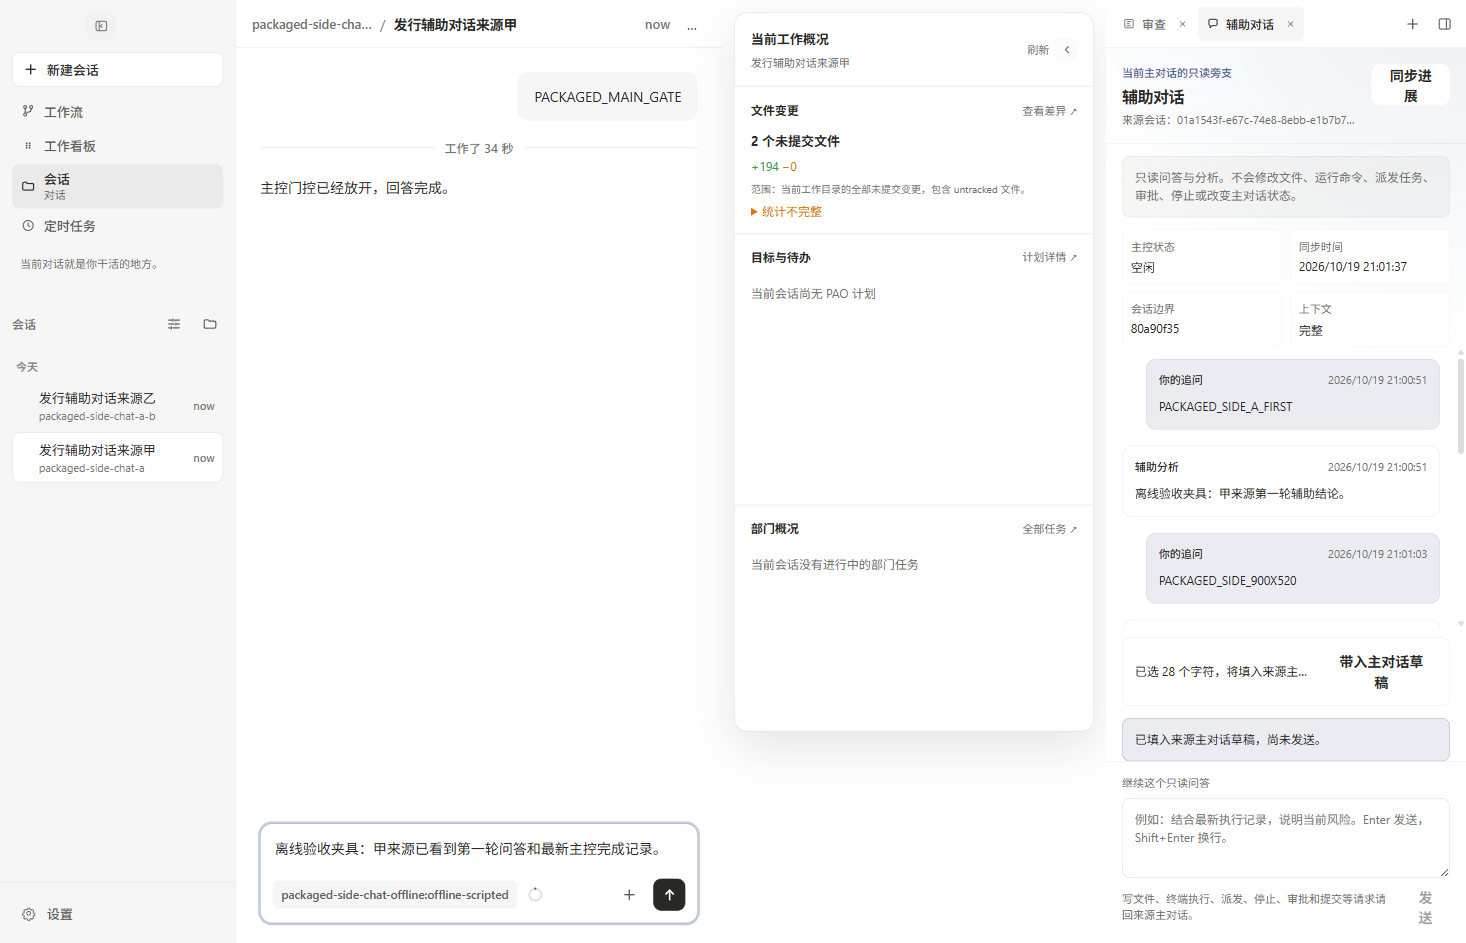 新建会话
工作流
工作看板
会话
对话
定时任务
当前对话就是你干活的地方。
会话
今天
发行辅助对话来源乙
packaged-side-chat-a-b
now
发行辅助对话来源甲
packaged-side-chat-a
now
设置
packaged-side-cha... / 发行辅助对话来源甲
now
...
PACKAGED_MAIN_GATE
工作了 34 秒
主控门控已经放开，回答完成。
离线验收夹具：甲来源已看到第一轮问答和最新主控完成记录。
packaged-side-chat-offline:offline-scripted
当前工作概况
发行辅助对话来源甲
刷新
文件变更
查看差异 ↗
2 个未提交文件
+194 −0
范围：当前工作目录的全部未提交变更，包含 untracked 文件。
▶ 统计不完整
目标与待办
计划详情 ↗
当前会话尚无 PAO 计划
部门概况
全部任务 ↗
当前会话没有进行中的部门任务
审查 ×
辅助对话 ×
当前主对话的只读旁支
辅助对话
来源会话：01a1543f-e67c-74e8-8ebb-e1b7b7...
同步进
展
只读问答与分析。不会修改文件、运行命令、派发任务、
审批、停止或改变主对话状态。
主控状态
空闲
同步时间
2026/10/19 21:01:37
会话边界
80a90f35
上下文
完整
你的追问
2026/10/19 21:00:51
PACKAGED_SIDE_A_FIRST
辅助分析
2026/10/19 21:00:51
离线验收夹具：甲来源第一轮辅助结论。
你的追问
2026/10/19 21:01:03
PACKAGED_SIDE_900X520
已选 28 个字符，将填入来源主...
带入主对话草
稿
已填入来源主对话草稿，尚未发送。
继续这个只读问答
例如：结合最新执行记录，说明当前风险。Enter 发送，
Shift+Enter 换行。
写文件、终端执行、派发、停止、审批和提交等请求请
回来源主对话。
发
送